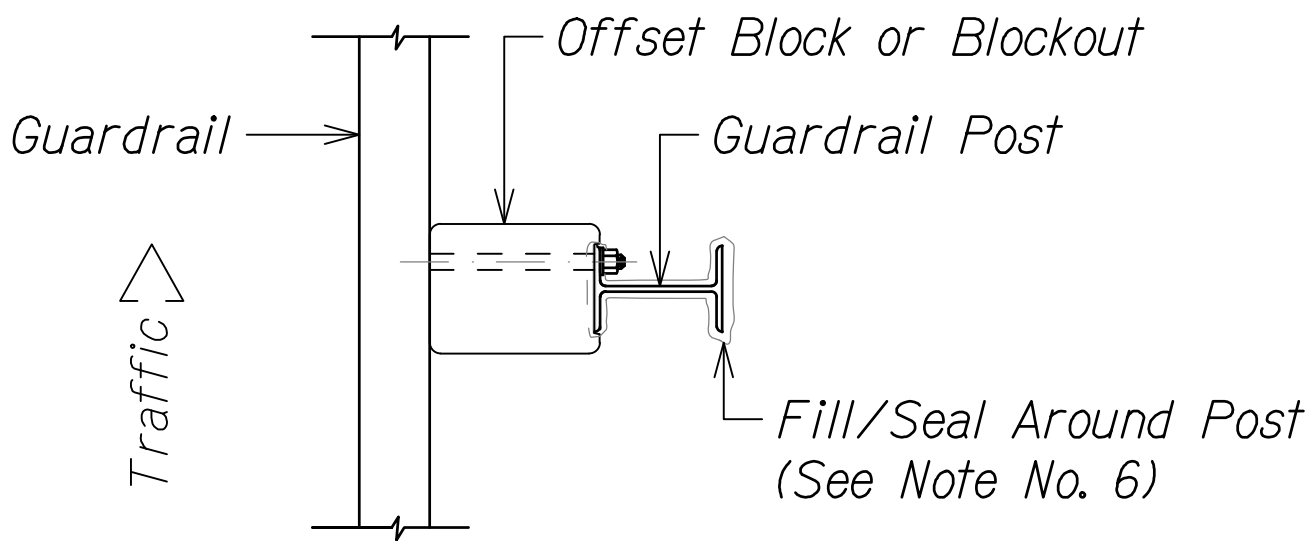 Offset Block or Blockout
Guardrail
Guardrail Post
Traffic
Fill/Seal Around Post
(See Note No. 6)